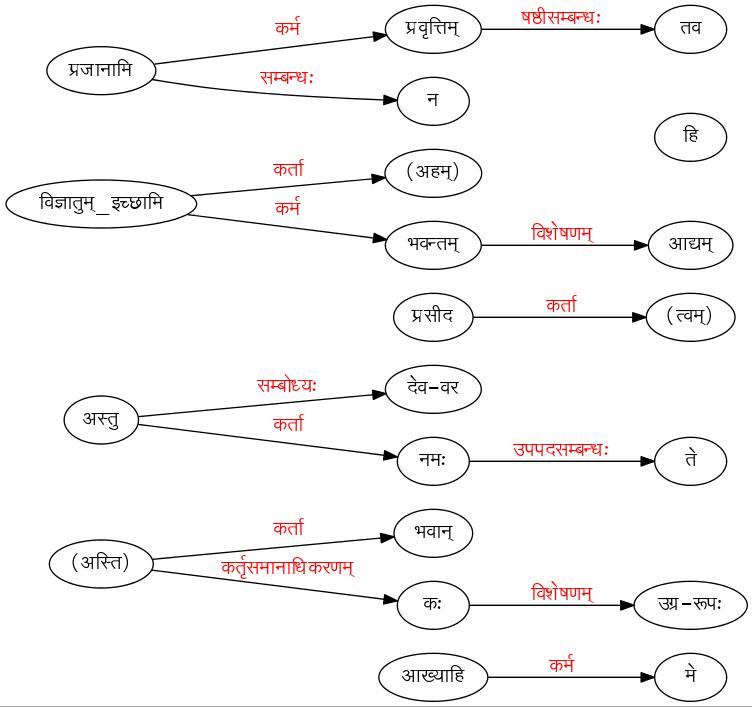 कर्म
प्रवृत्तिम्
षष्ठीसम्बन्धः
तव
प्रजानामि
सम्बन्धः
न
हि
कर्ता
(अहम्)
विज्ञातुम्_इच्छामि
कर्म
भवन्तम्
विशेषणम्
आद्यम्
प्रसीद
कर्ता
(त्वम्)
सम्बोध्यः
देव-वर
अस्तु
कर्ता
नमः
उपपदसम्बन्धः
ते
कर्ता
भवान्
(अस्ति)
कर्तृसमानाधिकरणम्
कः
विशेषणम्
उग्र-रूपः
आख्याहि
कर्म
मे